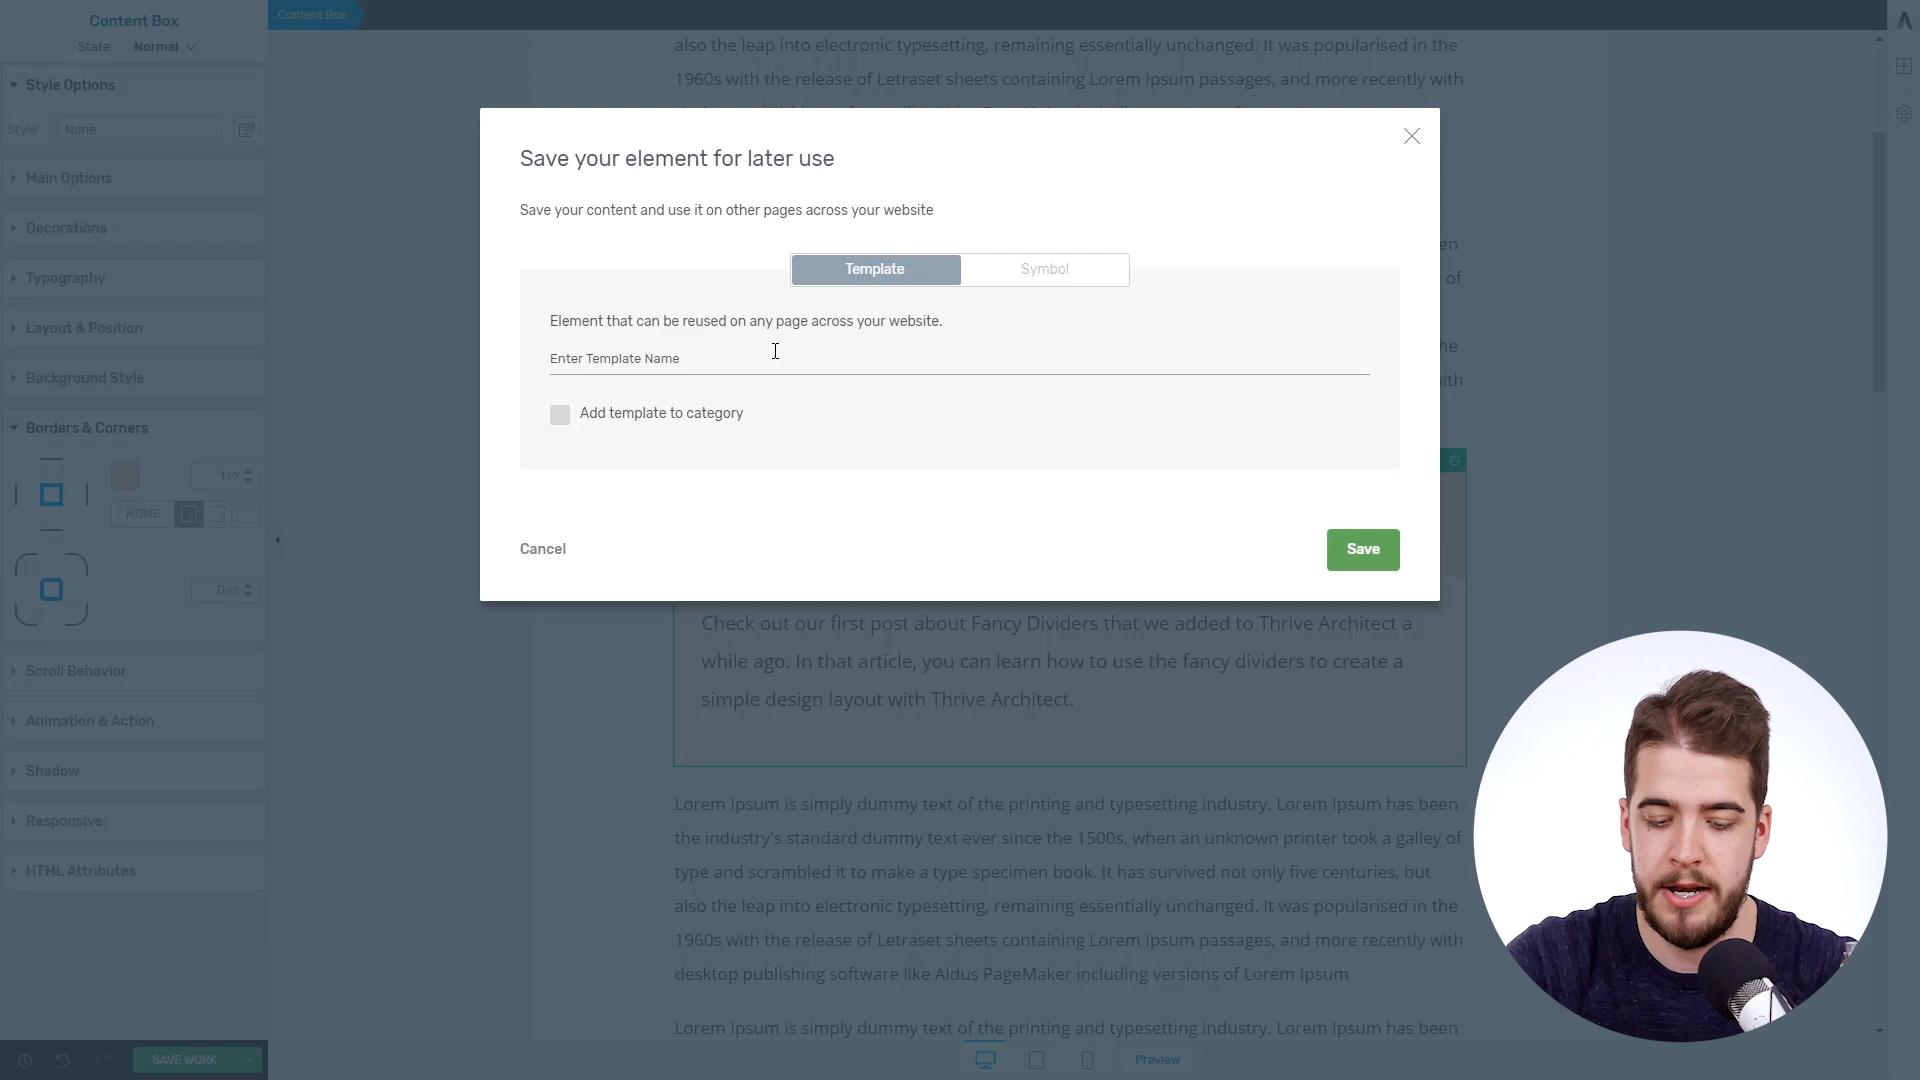 Content Box
State: Normal
Style Options
Style None
Main Options
Decorations
Typography
Layout & Position
Background Style
Borders & Corners
1 PX
NONE
0 PX
Scroll Behavior
Animation & Action
Shadow
Responsive
HTML Attributes
SAVE WORK
Content Box
also the leap into electronic typesetting, remaining essentially unchanged. It was popularised in the
1960s with the release of Letraset sheets containing Lorem Ipsum passages, and more recently with
Save your element for later use
Save your content and use it on other pages across your website
Template
Symbol
Element that can be reused on any page across your website.
Enter Template Name
Add template to category
Cancel
Save
en
of
he
ith
Check out our first post about Fancy Dividers that we added to Thrive Architect a
while ago. In that article, you can learn how to use the fancy dividers to create a
simple design layout with Thrive Architect.
Lorem Ipsum is simply dummy text of the printing and typesetting industry. Lorem Ipsum has been
the industry's standard dummy text ever since the 1500s, when an unknown printer took a galley of
type and scrambled it to make a type specimen book. It has survived not only five centuries, but
also the leap into electronic typesetting, remaining essentially unchanged. It was popularised in the
1960s with the release of Letraset sheets containing Lorem Ipsum passages, and more recently with
desktop publishing software like Aldus PageMaker including versions of Lorem Ipsum
Lorem Ipsum is simply dummy text of the printing and typesetting industry. Lorem Ipsum has been
Preview